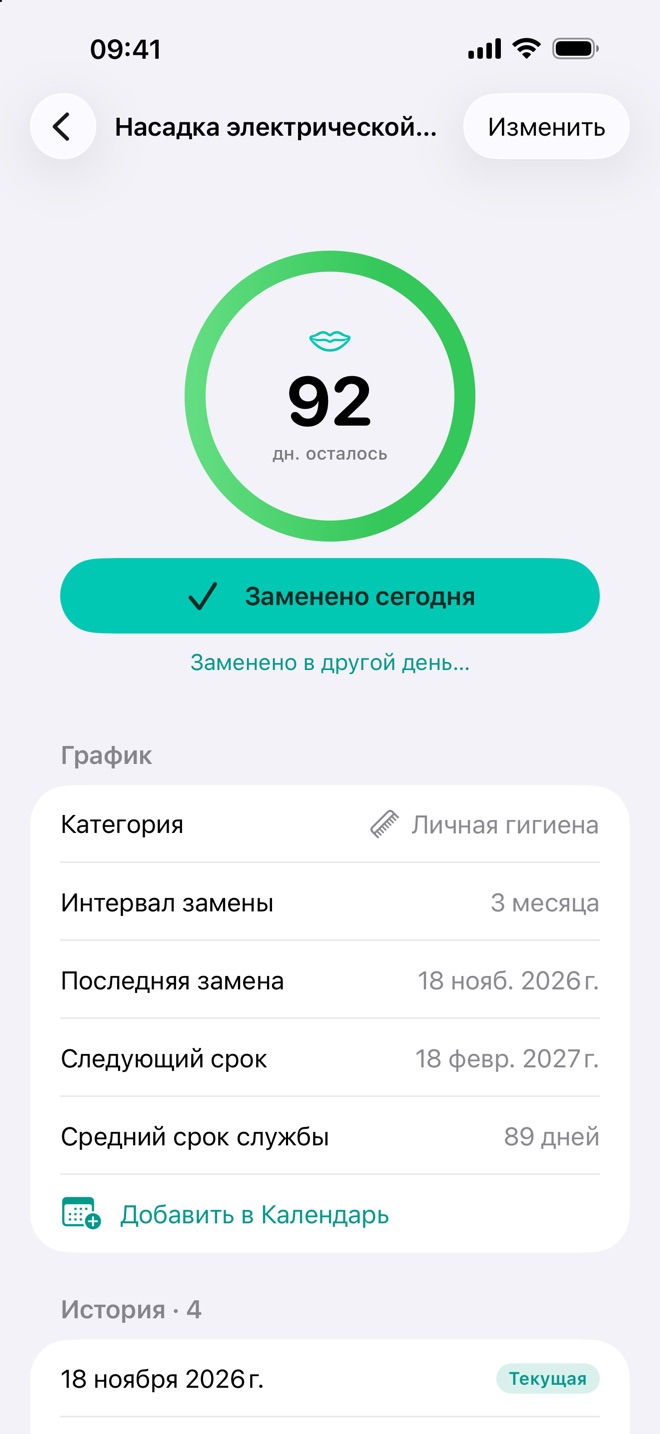 09:41
Насадка электрической...
Изменить
92
дн. осталось
Заменено сегодня
Заменено в другой день...
График
Категория
Личная гигиена
Интервал замены
3 месяца
Последняя замена
18 нояб. 2026 г.
Следующий срок
18 февр. 2027 г.
Средний срок службы
89 дней
Добавить в Календарь
История · 4
18 ноября 2026 г.
Текущая